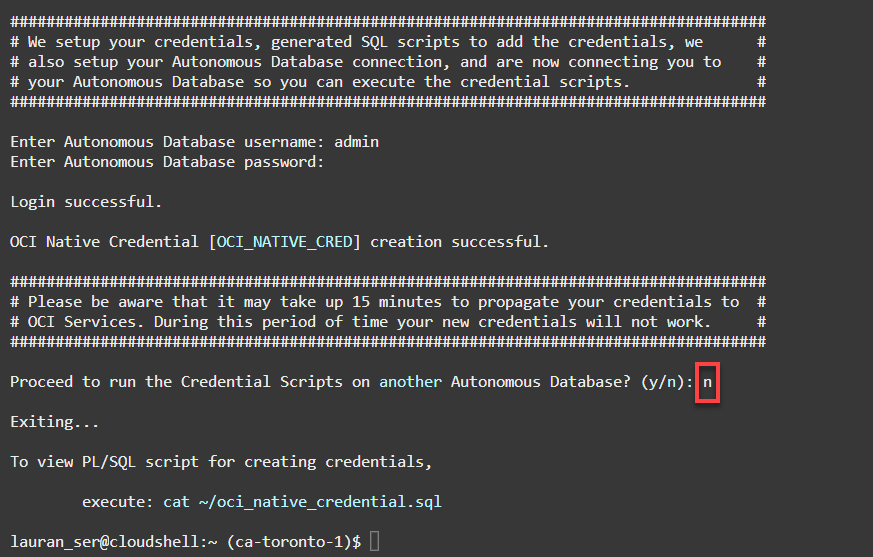 ####################################################################################
# We setup your credentials, generated SQL scripts to add the credentials, we      #
# also setup your Autonomous Database connection, and are now connecting you to    #
# your Autonomous Database so you can execute the credential scripts.              #
####################################################################################
Enter Autonomous Database username: admin
Enter Autonomous Database password:
Login successful.
OCI Native Credential [OCI_NATIVE_CRED] creation successful.
####################################################################################
# Please be aware that it may take up 15 minutes to propagate your credentials to  #
# OCI Services. During this period of time your new credentials will not work.     #
####################################################################################
Proceed to run the Credential Scripts on another Autonomous Database? (y/n): n
Exiting...
To view PL/SQL script for creating credentials,
        execute: cat ~/oci_native_credential.sql
lauran_ser@cloudshell:~ (ca-toronto-1)$